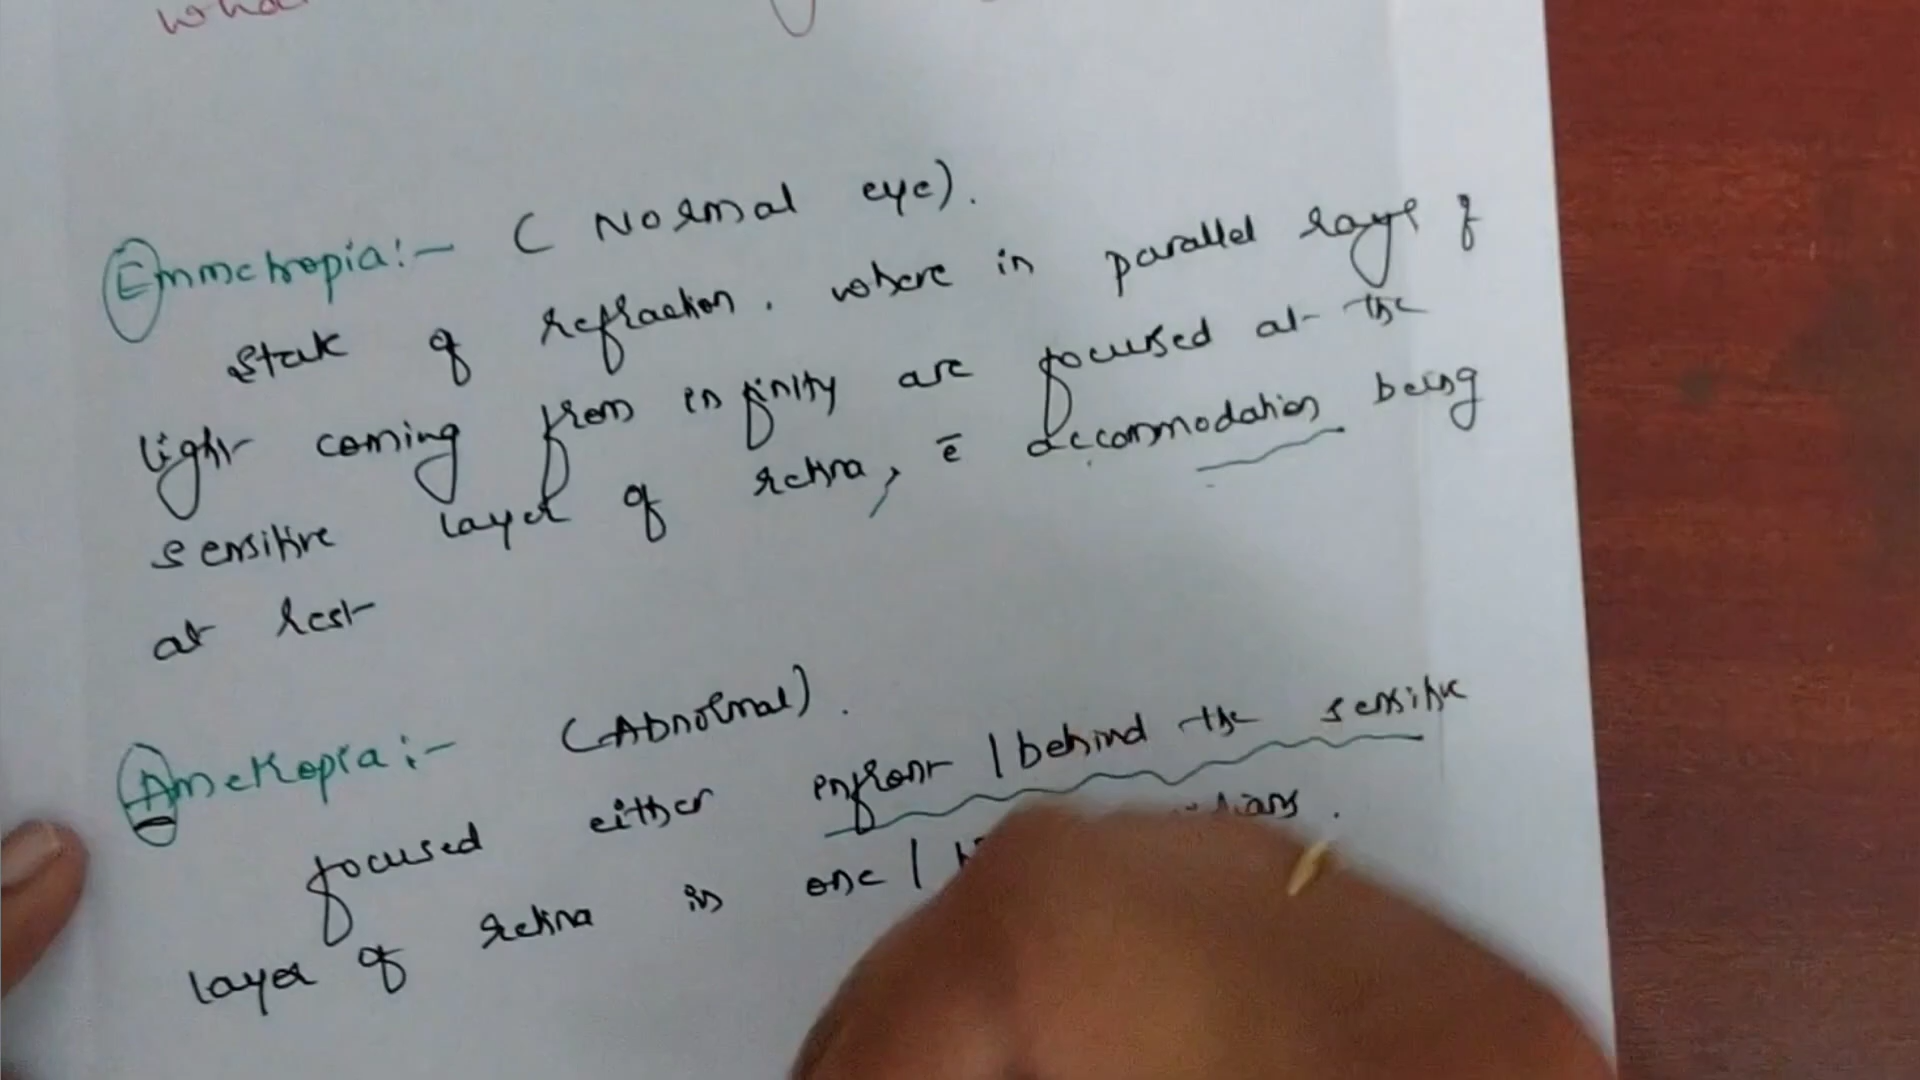 Emmetropia:- ( Normal eye).
state of refraction. where in parallel rays of
light coming from infinity are focused at the
sensitive layer of retina, c̄ accommodation being
at rest
Ametropia:- (Abnormal).
focused either infront / behind the sensitive
layer of retina in one /